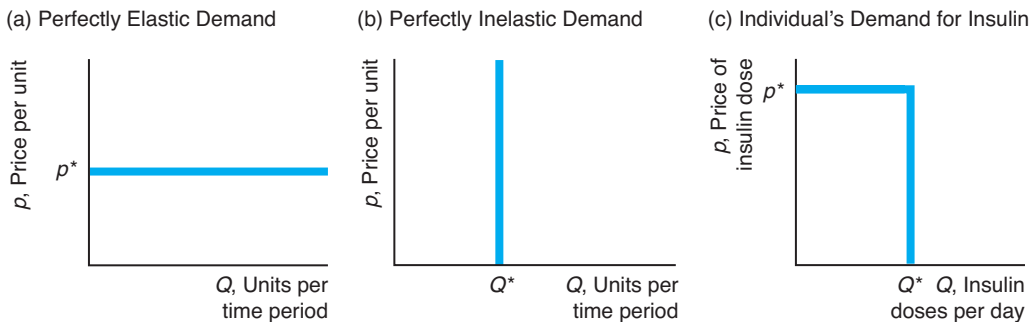 (a) Perfectly Elastic Demand
p, Price per unit
p*
Q, Units per
time period
(b) Perfectly Inelastic Demand
p, Price per unit
Q*
Q, Units per
time period
(c) Individual’s Demand for Insulin
p, Price of
insulin dose
p*
Q*
Q, Insulin
doses per day